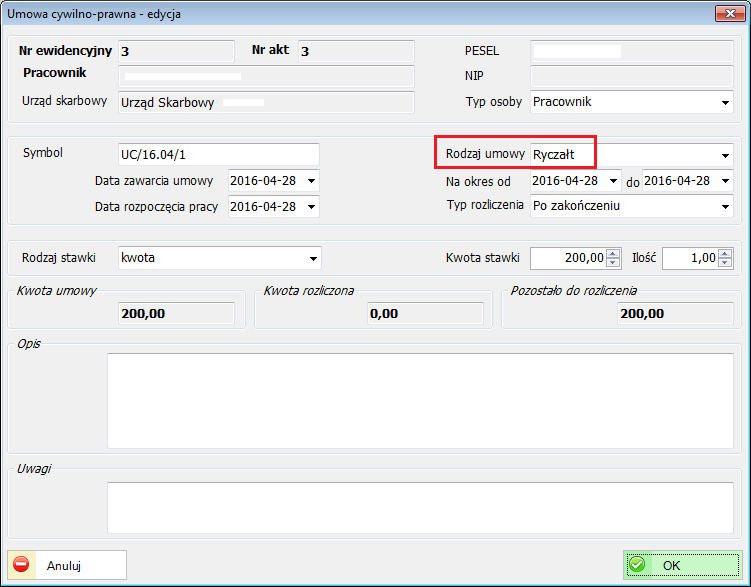 Umowa cywilno-prawna - edycja
Nr ewidencyjny 3 Nr akt 3 PESEL
Pracownik NIP
Urząd skarbowy Urząd Skarbowy Typ osoby Pracownik
Symbol UC/16.04/1 Rodzaj umowy Ryczałt
Data zawarcia umowy 2016-04-28 Na okres od 2016-04-28 do 2016-04-28
Data rozpoczęcia pracy 2016-04-28 Typ rozliczenia Po zakończeniu
Rodzaj stawki kwota Kwota stawki 200,00 Ilość 1,00
Kwota umowy Kwota rozliczona Pozostało do rozliczenia
200,00 0,00 200,00
Opis
Uwagi
Anuluj OK